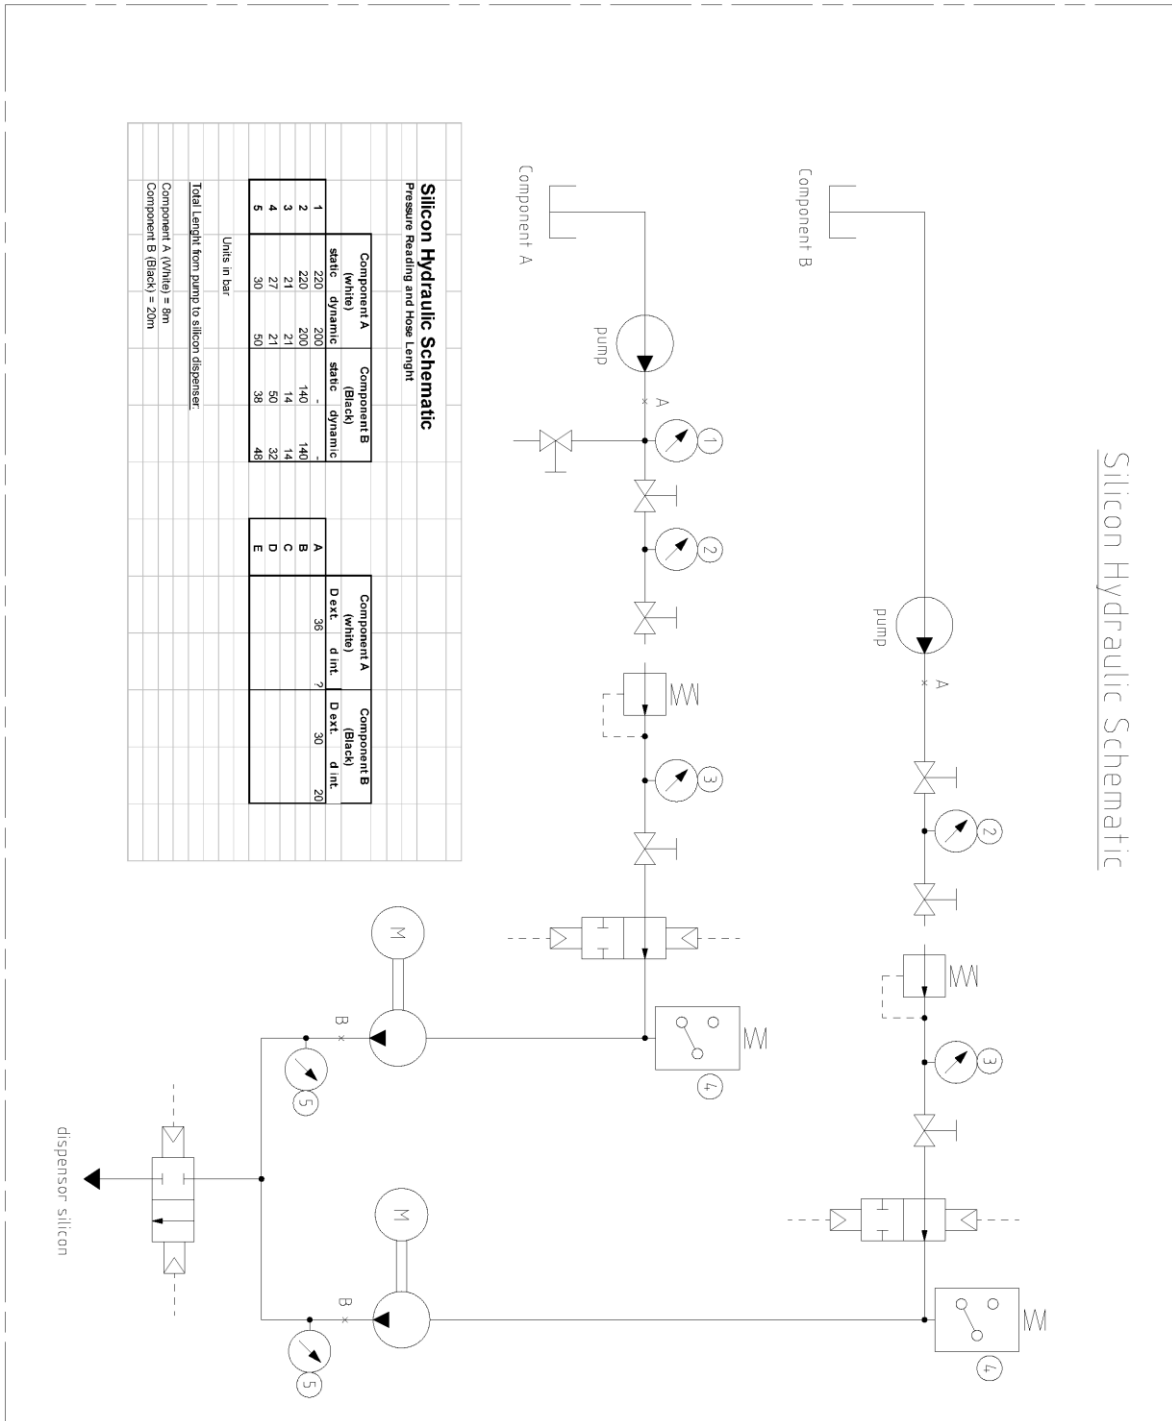 Silicon Hydraulic Schematic
2
3
4
A
pump
Component B
1
2
3
4
A
pump
Component A
M
M
B
B
5
5
dispensor silicon
Silicon Hydraulic Schematic
Pressure Reading and Hose Lenght
Component A Component B
(white) (Black)
static dynamic static dynamic
1 220 200 - -
2 220 200 140 140
3 21 21 14 14
4 27 21 50 32
5 30 50 38 48
Units in bar
Component A Component B
(white) (Black)
D ext. d int. D ext. d int.
A 36 ? 30 20
B
C
D
E
Total Lenght from pump to silicon dispenser:
Component A (White) = 8m
Component B (Black) = 20m